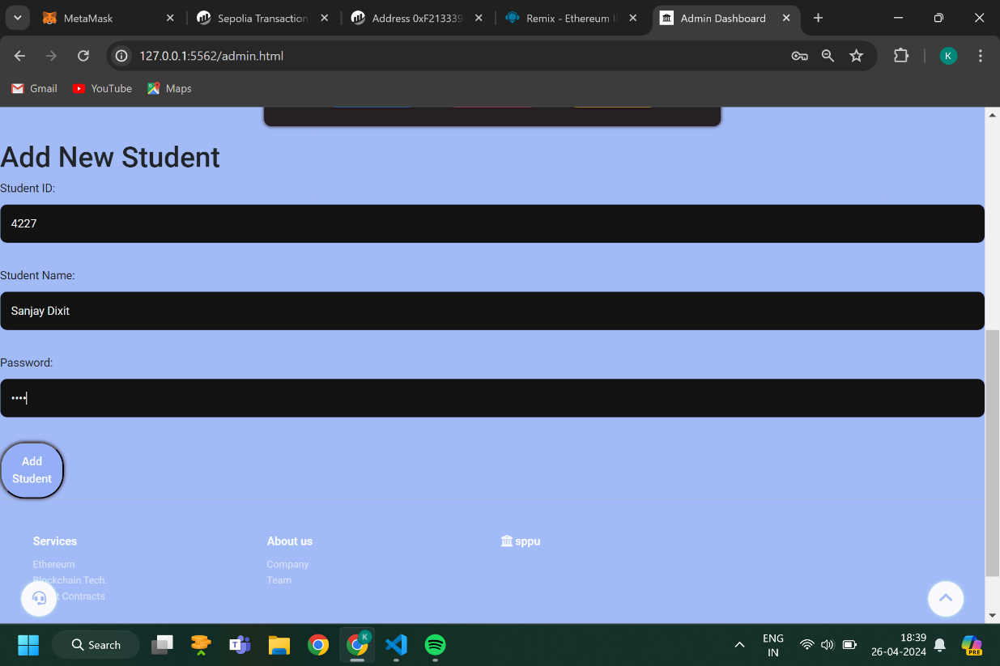 MetaMask
Sepolia Transaction
Address 0xF213339
Remix - Ethereum I
Admin Dashboard
127.0.0.1:5562/admin.html
K
Gmail
YouTube
Maps
Add New Student
Student ID:
4227
Student Name:
Sanjay Dixit
Password:
••••
Add
Student
Services
About us
sppu
Ethereum
Company
Blockchain Tech.
Team
t Contracts
Search
K
ENG
IN
18:39
26-04-2024
PRE